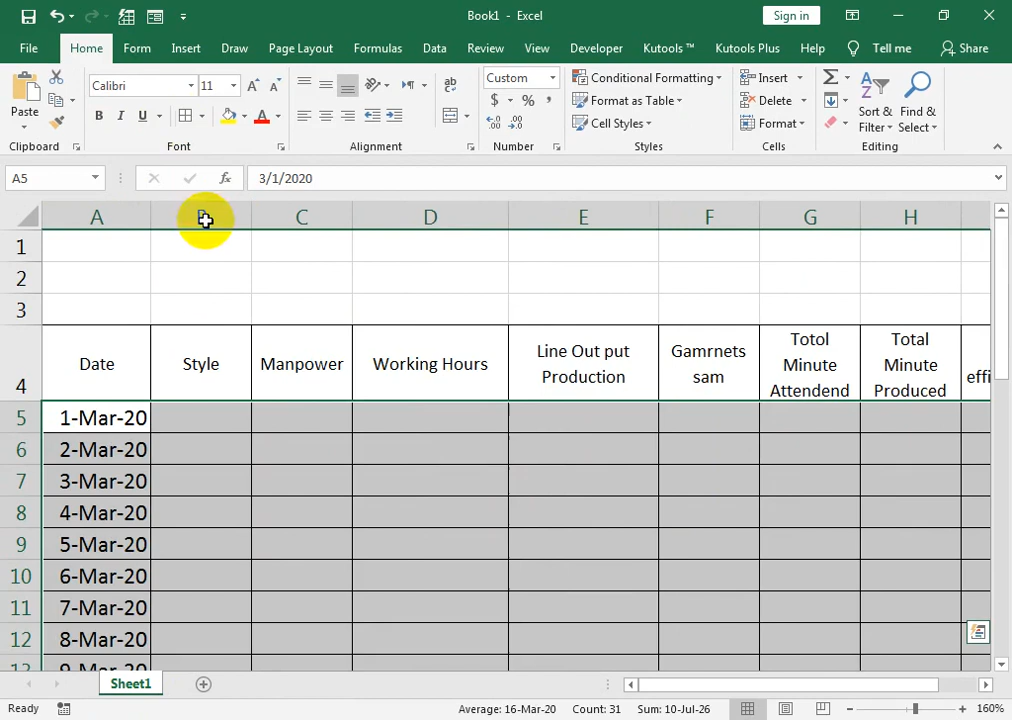 Book1 - Excel
Sign in
File Home Form Insert Draw Page Layout Formulas Data Review View Developer Kutools ™ Kutools Plus Help Tell me Share
Paste
Calibri 11
B I U
Custom
$ % ,
Conditional Formatting
Format as Table
Cell Styles
Insert
Delete
Format
Sort & Filter
Find & Select
Clipboard Font Alignment Number Styles Cells Editing
A5 fx 3/1/2020
A C D E F G H
1
2
3
4 Date Style Manpower Working Hours Line Out put Production Gamrnets sam Totol Minute Attendend Total Minute Produced effi
5 1-Mar-20
6 2-Mar-20
7 3-Mar-20
8 4-Mar-20
9 5-Mar-20
10 6-Mar-20
11 7-Mar-20
12 8-Mar-20
13 9-Mar-20
Sheet1
Ready Average: 16-Mar-20 Count: 31 Sum: 10-Jul-26 160%